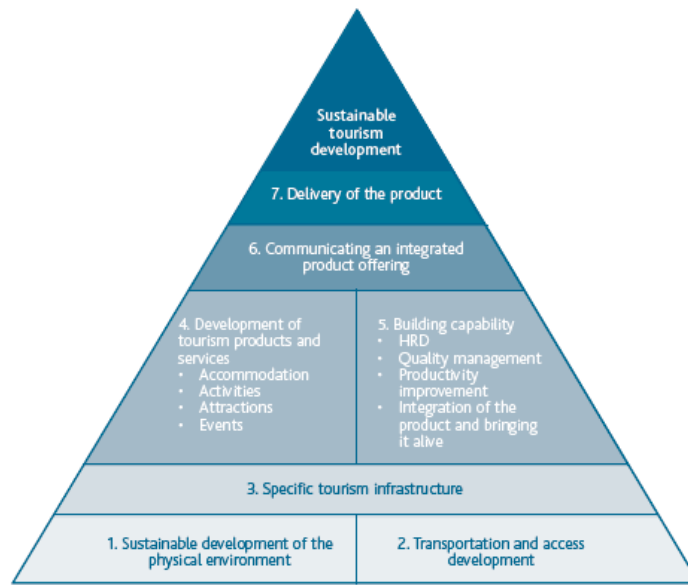 Sustainable
tourism
development
7. Delivery of the product
6. Communicating an integrated
product offering
4. Development of
tourism products and
services
• Accommodation
• Activities
• Attractions
• Events
5. Building capability
• HRD
• Quality management
• Productivity
improvement
• Integration of the
product and bringing
it alive
3. Specific tourism infrastructure
1. Sustainable development of the
physical environment
2. Transportation and access
development